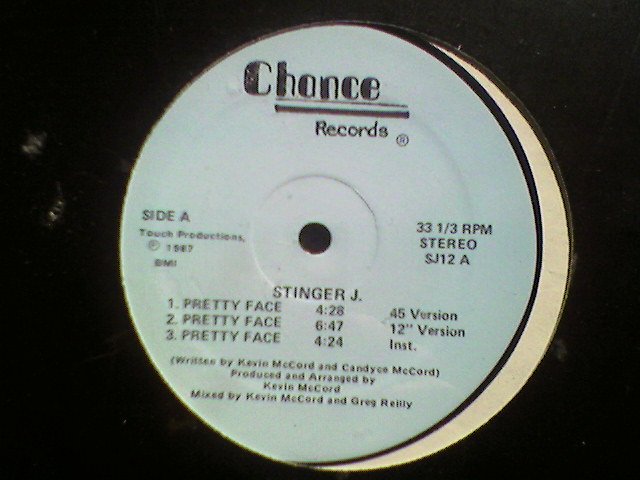 Chance
Records ®
SIDE A
Touch Productions,
℗ 1987
BMI
33 1/3 RPM
STEREO
SJ12 A
STINGER J.
1. PRETTY FACE 4:28 45 Version
2. PRETTY FACE 6:47 12" Version
3. PRETTY FACE 4:24 Inst.
(Written by Kevin McCord and Candyce McCord)
Produced and Arranged by
Kevin McCord
Mixed by Kevin McCord and Greg Reilly